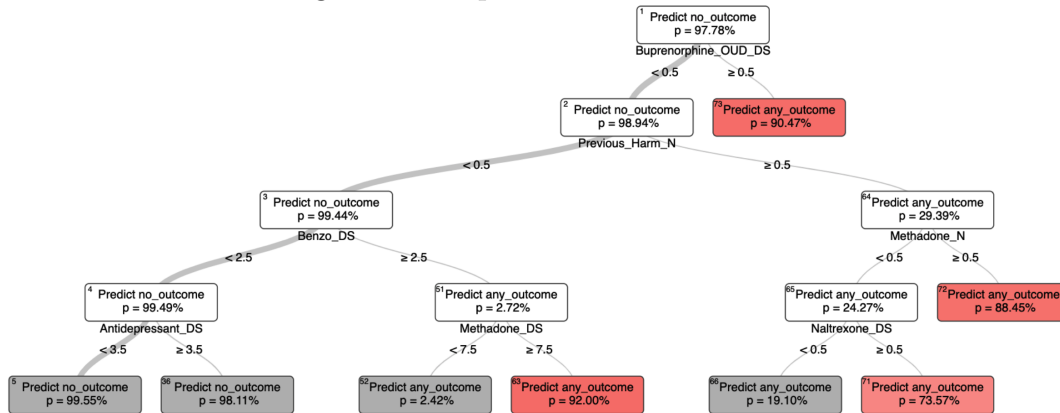 1 Predict no_outcome
p = 97.78%
Buprenorphine_OUD_DS
< 0.5 ≥ 0.5
2 Predict no_outcome
p = 98.94%
Previous_Harm_N
73 Predict any_outcome
p = 90.47%
< 0.5 ≥ 0.5
3 Predict no_outcome
p = 99.44%
Benzo_DS
64 Predict any_outcome
p = 29.39%
Methadone_N
< 2.5 ≥ 2.5 < 0.5 ≥ 0.5
4 Predict no_outcome
p = 99.49%
Antidepressant_DS
51 Predict any_outcome
p = 2.72%
Methadone_DS
65 Predict any_outcome
p = 24.27%
Naltrexone_DS
72 Predict any_outcome
p = 88.45%
< 3.5 ≥ 3.5 < 7.5 ≥ 7.5 < 0.5 ≥ 0.5
5 Predict no_outcome
p = 99.55%
36 Predict no_outcome
p = 98.11%
52 Predict any_outcome
p = 2.42%
63 Predict any_outcome
p = 92.00%
66 Predict any_outcome
p = 19.10%
71 Predict any_outcome
p = 73.57%